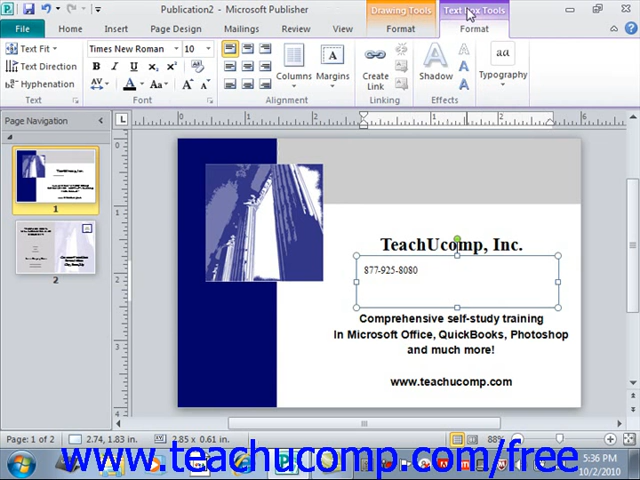 Publication2 - Microsoft Publisher
Drawing Tools
Text Box Tools
File
Home
Insert
Page Design
Mailings
Review
View
Format
Format
Text Fit
Text Direction
Hyphenation
Text
Times New Roman
10
B I U
Font
Alignment
Columns
Margins
Create Link
Linking
Shadow
Effects
Typography
Page Navigation
1
2
TeachUcomp, Inc.
877-925-8080
Comprehensive self-study training
In Microsoft Office, QuickBooks, Photoshop
and much more!
www.teachucomp.com
Page: 1 of 2
2.74, 1.83 in.
2.85 x 0.61 in.
88%
www.teachucomp.com/free
5:36 PM
10/2/2010